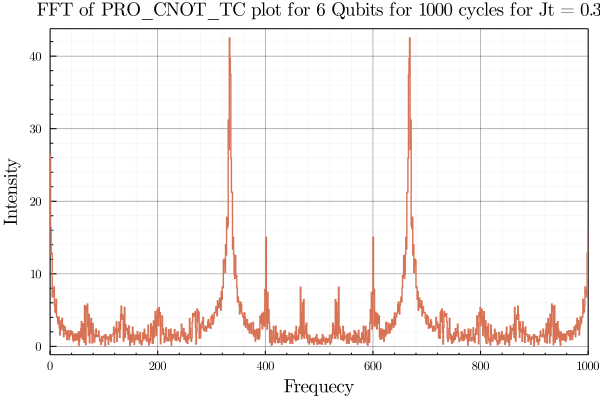 FFT of PRO_CNOT_TC plot for 6 Qubits for 1000 cycles for Jt = 0.3
40
30
20
10
0
Intensity
0 200 400 600 800 1000
Frequecy